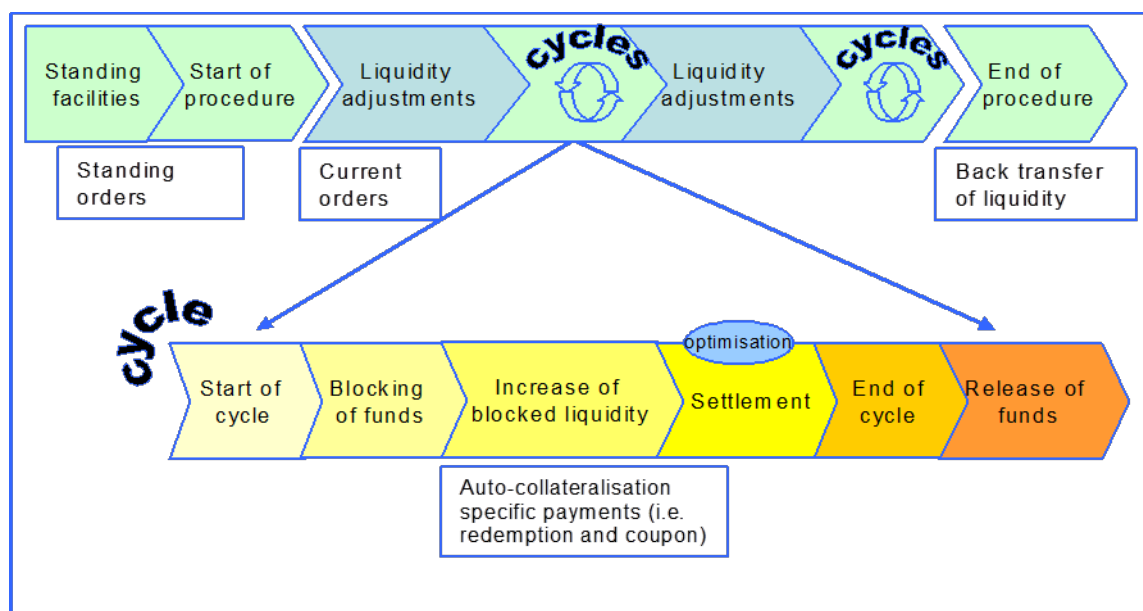 Standing
facilities
Start of
procedure
Liquidity
adjustments
cycles
Liquidity
adjustments
cycles
End of
procedure
Standing
orders
Current
orders
Back transfer
of liquidity
cycle
optimisation
Start of
cycle
Blocking
of funds
Increase of
blocked liquidity
Settlement
End of
cycle
Release of
funds
Auto-collateralisation
specific payments (i.e.
redemption and coupon)